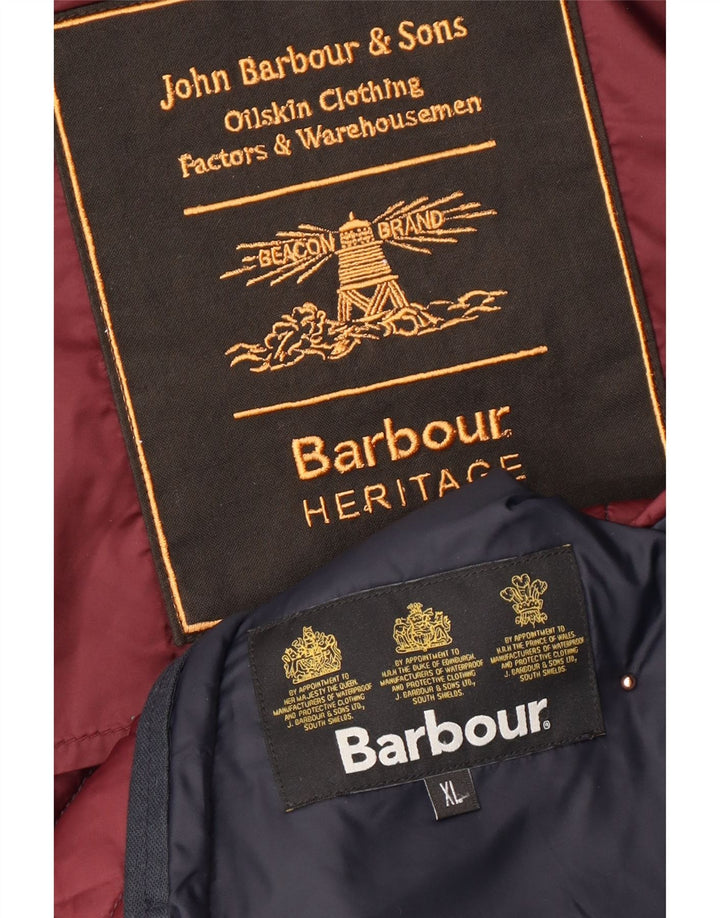 John Barbour & Sons
Oilskin Clothing
Factors & Warehousemen
BEACON BRAND
Barbour
HERITAGE
BY APPOINTMENT TO
HER MAJESTY THE QUEEN,
MANUFACTURERS OF WATERPROOF
AND PROTECTIVE CLOTHING
J. BARBOUR & SONS LTD,
SOUTH SHIELDS.
BY APPOINTMENT TO
H.R.H. THE DUKE OF EDINBURGH,
MANUFACTURERS OF WATERPROOF
AND PROTECTIVE CLOTHING
J. BARBOUR & SONS LTD,
SOUTH SHIELDS.
BY APPOINTMENT TO
H.R.H. THE PRINCE OF WALES,
MANUFACTURERS OF WATERPROOF
AND PROTECTIVE CLOTHING
J. BARBOUR & SONS LTD,
SOUTH SHIELDS.
Barbour®
XL